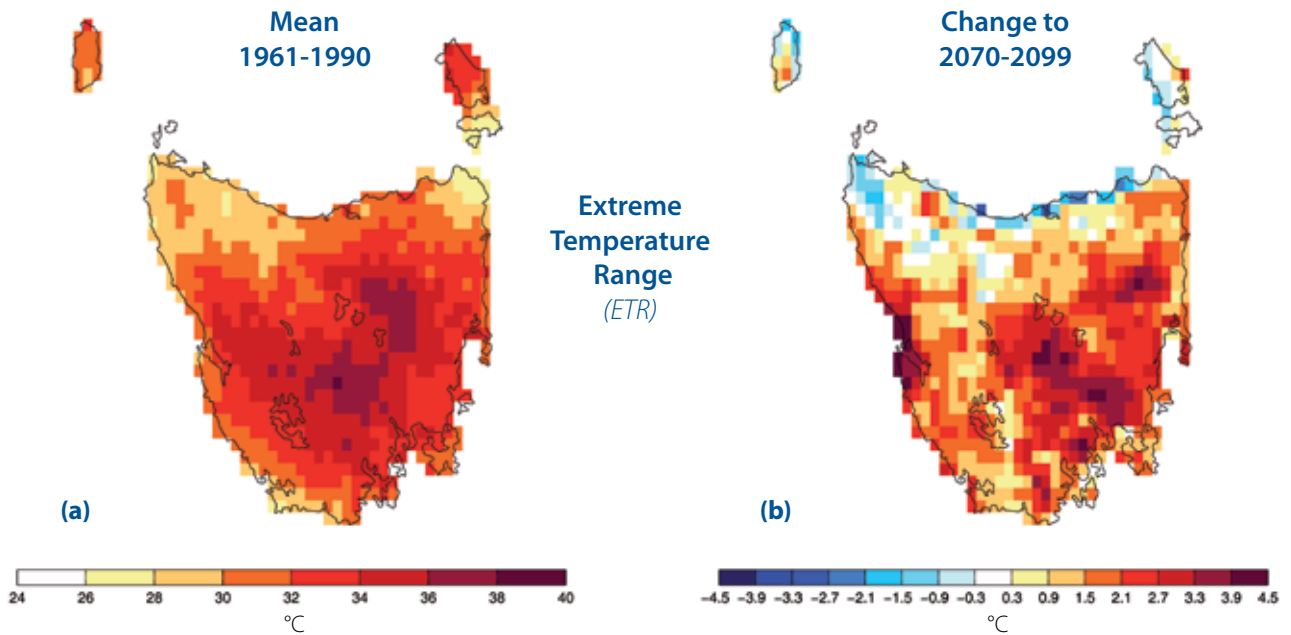 Mean
1961-1990
Change to
2070-2099
Extreme
Temperature
Range
(ETR)
(a)
(b)
24 26 28 30 32 34 36 38 40
°C
−4.5 −3.9 −3.3 −2.7 −2.1 −1.5 −0.9 −0.3 0.3 0.9 1.5 2.1 2.7 3.3 3.9 4.5
°C